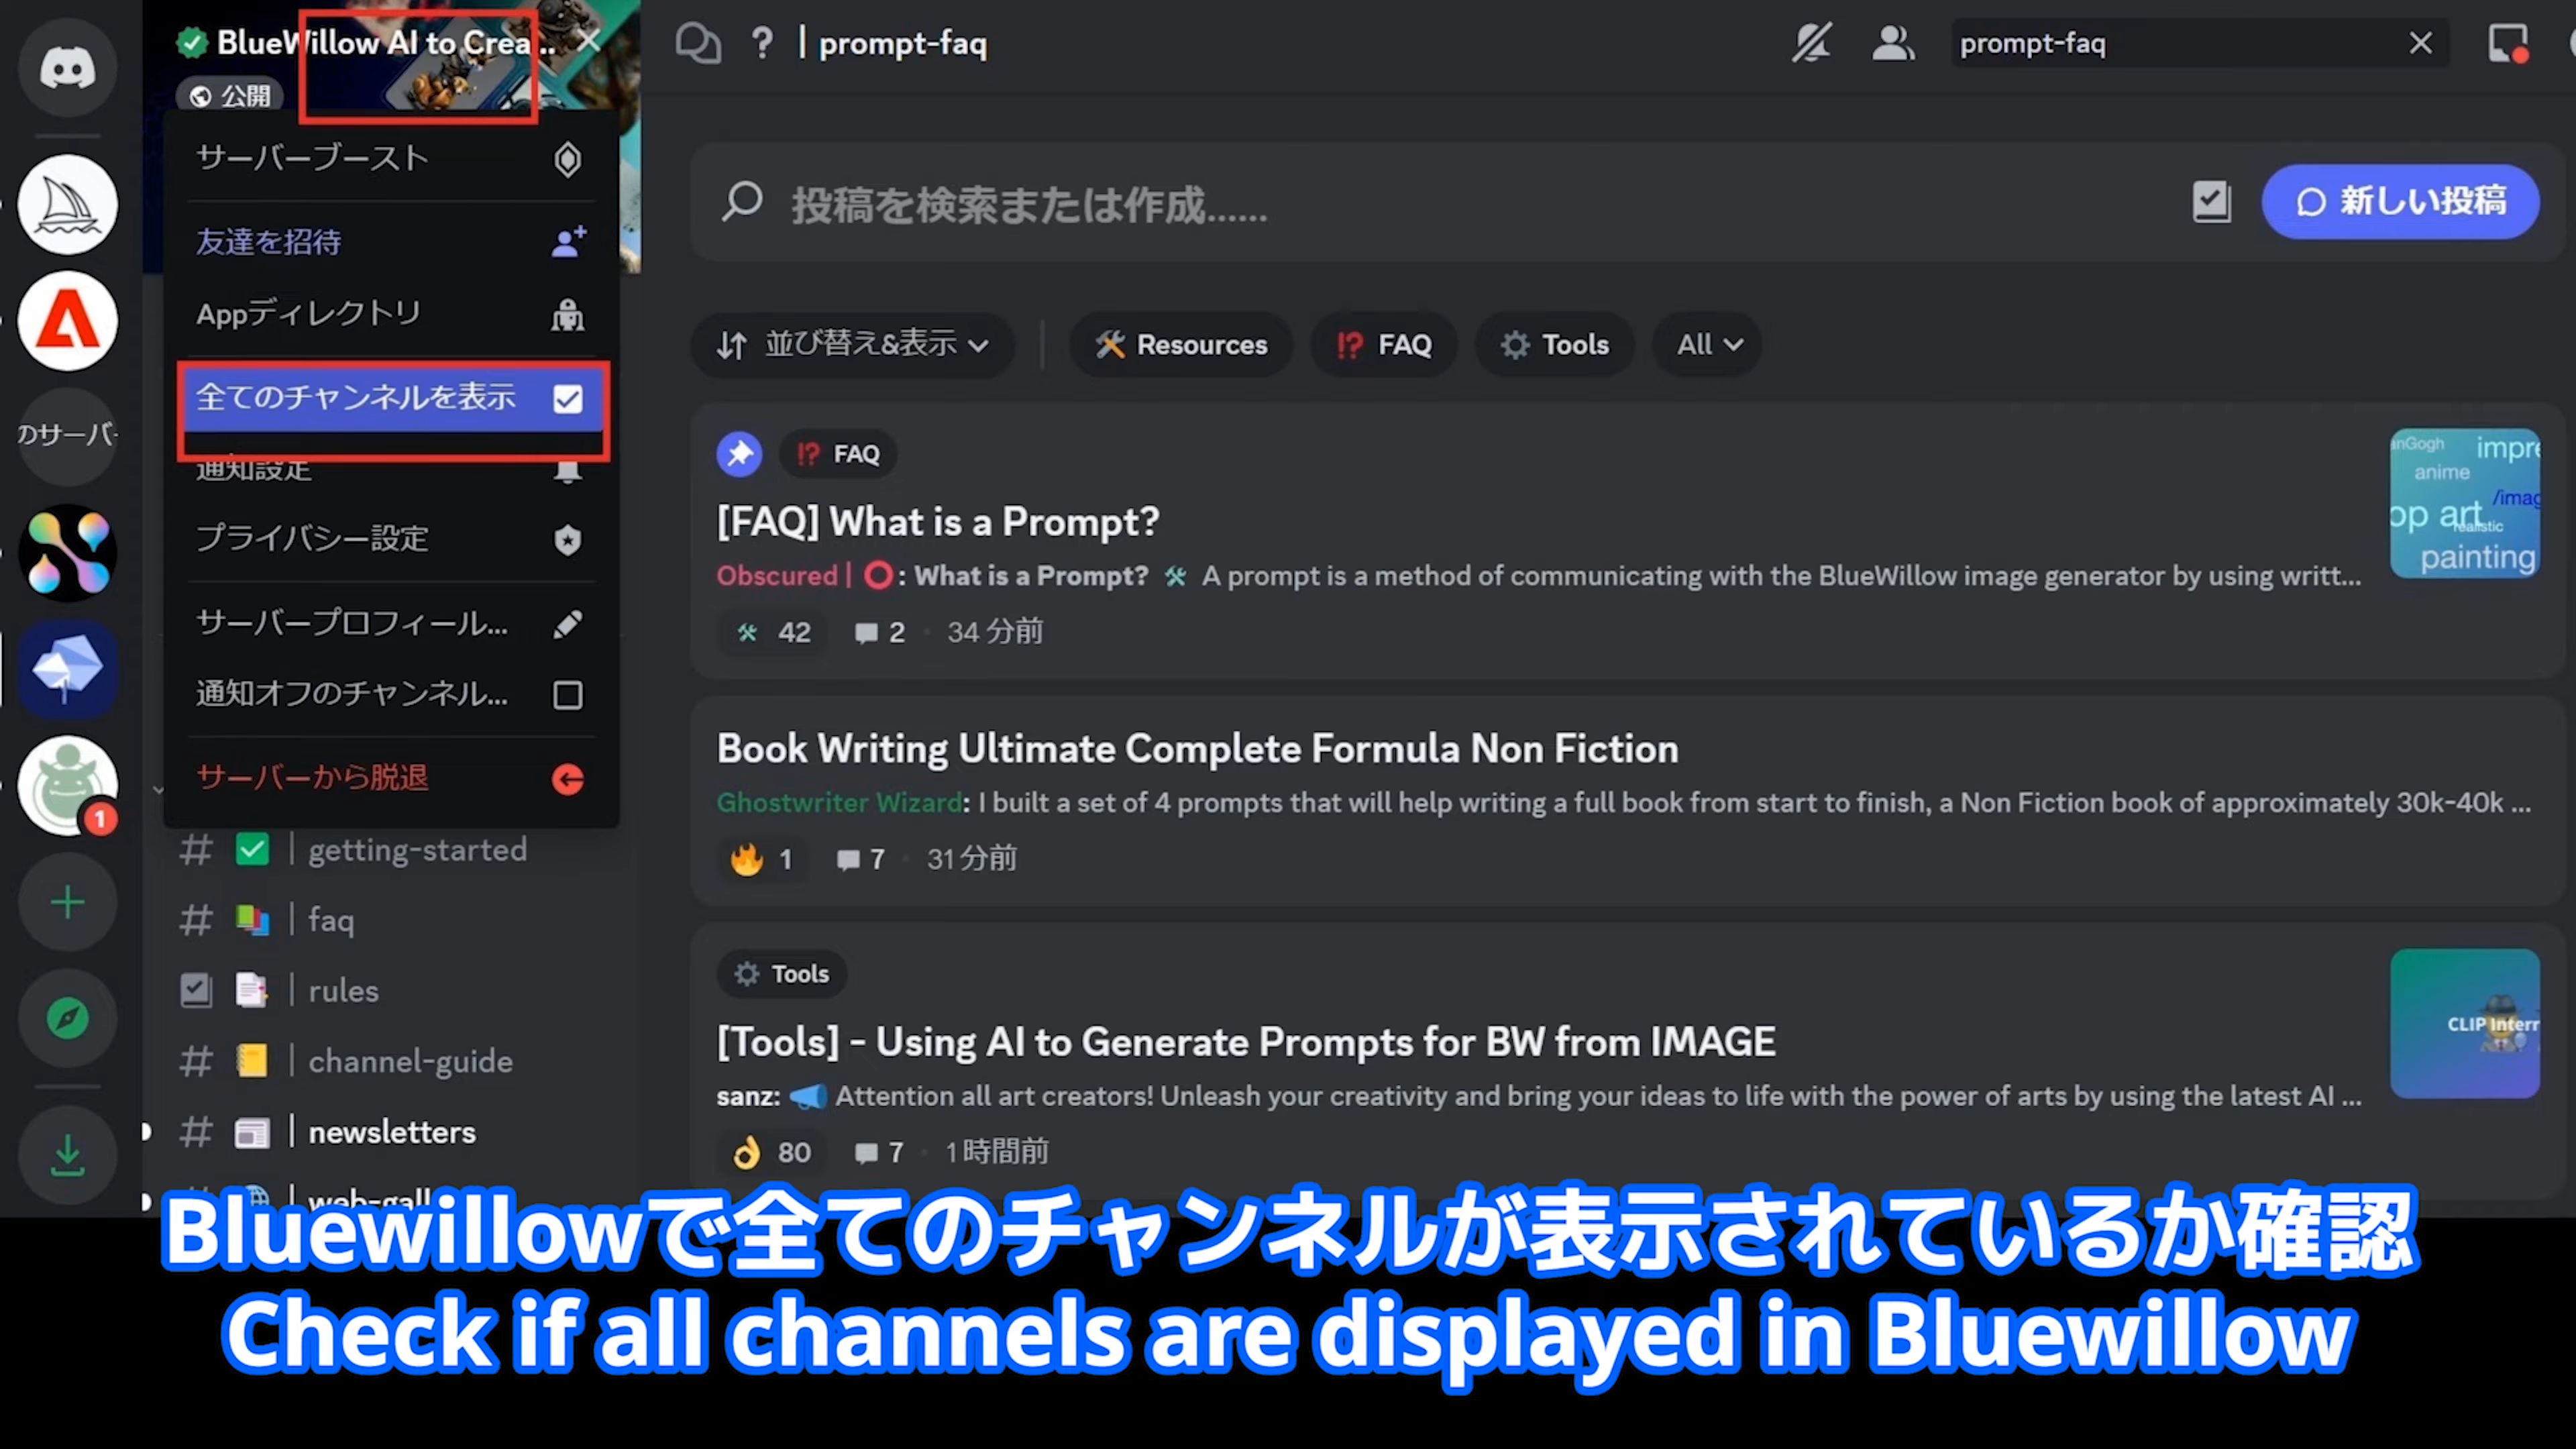 BlueWillow AI to Crea...
公開
サーバーブースト
友達を招待
Appディレクトリ
全てのチャンネルを表示
通知設定
プライバシー設定
サーバープロフィール...
通知オフのチャンネル...
サーバーから脱退
のサーバー
1
# | getting-started
# | faq
| rules
# | channel-guide
# | newsletters
? | prompt-faq
prompt-faq
投稿を検索または作成......
新しい投稿
並び替え&表示
Resources
!? FAQ
Tools
All
!? FAQ
[FAQ] What is a Prompt?
Obscured | ⭕: What is a Prompt? 🛠 A prompt is a method of communicating with the BlueWillow image generator by using writt...
42 2 • 34 分前
anime
/imag
op art
realistic
painting
Book Writing Ultimate Complete Formula Non Fiction
Ghostwriter Wizard: I built a set of 4 prompts that will help writing a full book from start to finish, a Non Fiction book of approximately 30k-40k ...
1 7 • 31 分前
Tools
[Tools] - Using AI to Generate Prompts for BW from IMAGE
sanz: 📣 Attention all art creators! Unleash your creativity and bring your ideas to life with the power of arts by using the latest AI ...
80 7 • 1 時間前
CLIP Interr
Bluewillowで全てのチャンネルが表示されているか確認
Check if all channels are displayed in Bluewillow